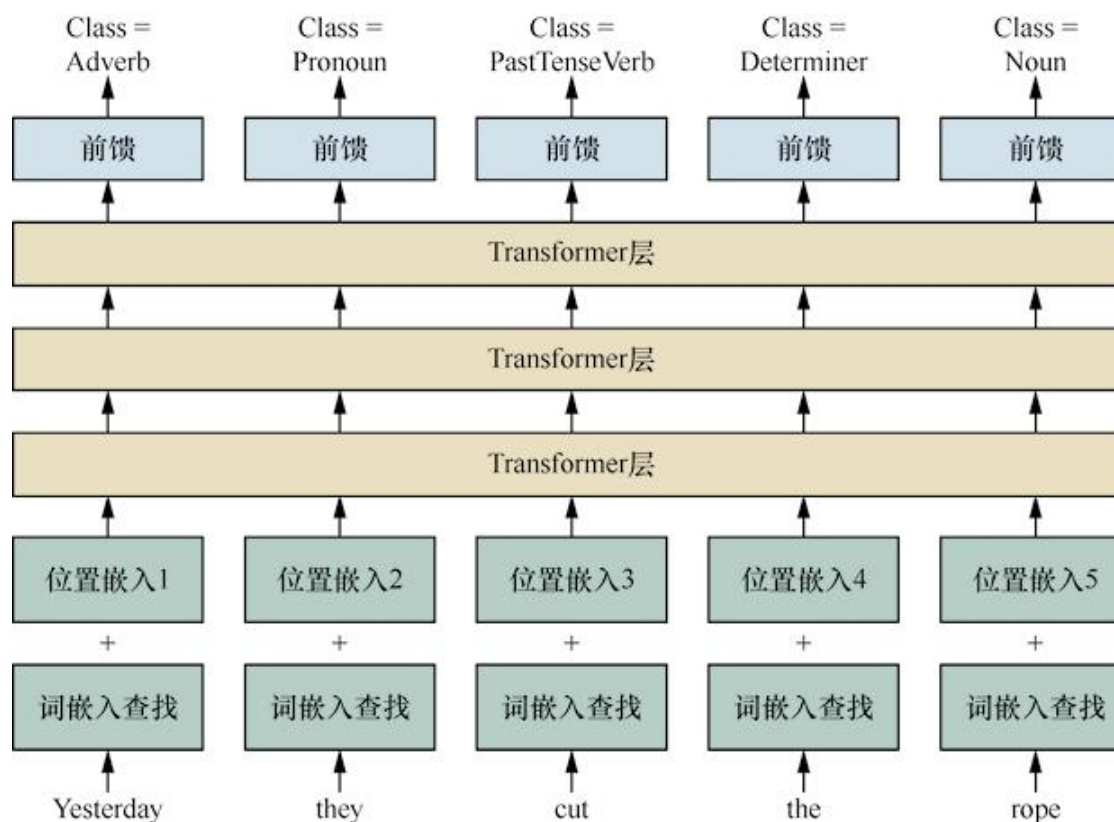 Class = Class = Class = Class = Class =
Adverb Pronoun PastTenseVerb Determiner Noun
前馈 前馈 前馈 前馈 前馈
Transformer层
Transformer层
Transformer层
位置嵌入1 位置嵌入2 位置嵌入3 位置嵌入4 位置嵌入5
+ + + + +
词嵌入查找 词嵌入查找 词嵌入查找 词嵌入查找 词嵌入查找
Yesterday they cut the rope